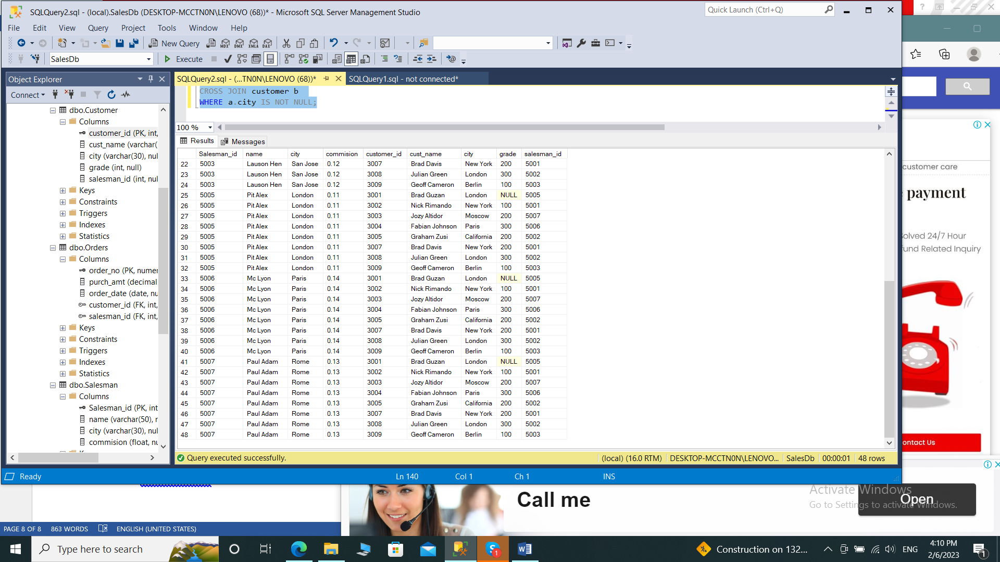 SQLQuery2.sql - (local).SalesDb (DESKTOP-MCCTN0N\LENOVO (68))* - Microsoft SQL Server Management Studio
Quick Launch (Ctrl+Q)
File Edit View Query Project Tools Window Help
New Query MDX DMX XMLA DAX
SalesDb Execute
Object Explorer
Connect
dbo.Customer
Columns
customer_id (PK, int,
cust_name (varchar(
city (varchar(30), nul
grade (int, null)
salesman_id (int, nul
Keys
Constraints
Triggers
Indexes
Statistics
dbo.Orders
Columns
order_no (PK, numer
purch_amt (decimal
order_date (date, nu
customer_id (FK, int,
salesman_id (FK, int,
Keys
Constraints
Triggers
Indexes
Statistics
dbo.Salesman
Columns
Salesman_id (PK, int
name (varchar(50), r
city (varchar(30), nul
commision (float, nu
SQLQuery2.sql - (...TN0N\LENOVO (68))* SQLQuery1.sql - not connected*
CROSS JOIN customer b
WHERE a.city IS NOT NULL;
100 %
Results Messages
Salesman_id name city commision customer_id cust_name city grade salesman_id
22 5003 Lauson Hen San Jose 0.12 3007 Brad Davis New York 200 5001
23 5003 Lauson Hen San Jose 0.12 3008 Julian Green London 300 5002
24 5003 Lauson Hen San Jose 0.12 3009 Geoff Cameron Berlin 100 5003
25 5005 Pit Alex London 0.11 3001 Brad Guzan London NULL 5005
26 5005 Pit Alex London 0.11 3002 Nick Rimando New York 100 5001
27 5005 Pit Alex London 0.11 3003 Jozy Altidor Moscow 200 5007
28 5005 Pit Alex London 0.11 3004 Fabian Johnson Paris 300 5006
29 5005 Pit Alex London 0.11 3005 Graham Zusi California 200 5002
30 5005 Pit Alex London 0.11 3007 Brad Davis New York 200 5001
31 5005 Pit Alex London 0.11 3008 Julian Green London 300 5002
32 5005 Pit Alex London 0.11 3009 Geoff Cameron Berlin 100 5003
33 5006 Mc Lyon Paris 0.14 3001 Brad Guzan London NULL 5005
34 5006 Mc Lyon Paris 0.14 3002 Nick Rimando New York 100 5001
35 5006 Mc Lyon Paris 0.14 3003 Jozy Altidor Moscow 200 5007
36 5006 Mc Lyon Paris 0.14 3004 Fabian Johnson Paris 300 5006
37 5006 Mc Lyon Paris 0.14 3005 Graham Zusi California 200 5002
38 5006 Mc Lyon Paris 0.14 3007 Brad Davis New York 200 5001
39 5006 Mc Lyon Paris 0.14 3008 Julian Green London 300 5002
40 5006 Mc Lyon Paris 0.14 3009 Geoff Cameron Berlin 100 5003
41 5007 Paul Adam Rome 0.13 3001 Brad Guzan London NULL 5005
42 5007 Paul Adam Rome 0.13 3002 Nick Rimando New York 100 5001
43 5007 Paul Adam Rome 0.13 3003 Jozy Altidor Moscow 200 5007
44 5007 Paul Adam Rome 0.13 3004 Fabian Johnson Paris 300 5006
45 5007 Paul Adam Rome 0.13 3005 Graham Zusi California 200 5002
46 5007 Paul Adam Rome 0.13 3007 Brad Davis New York 200 5001
47 5007 Paul Adam Rome 0.13 3008 Julian Green London 300 5002
48 5007 Paul Adam Rome 0.13 3009 Geoff Cameron Berlin 100 5003
Query executed successfully. (local) (16.0 RTM) DESKTOP-MCCTN0N\LENOVO... SalesDb 00:00:01 48 rows
Ready Ln 140 Col 1 Ch 1 INS
customer care
payment
olved 24/7 Hour
fund Related Inquiry
ontact Us
Call me
Open
Activate Windows
Go to Settings to activate Windows.
PAGE 8 OF 8 863 WORDS ENGLISH (UNITED STATES)
Type here to search
1
Construction on 132...
ENG
4:10 PM
2/6/2023
1